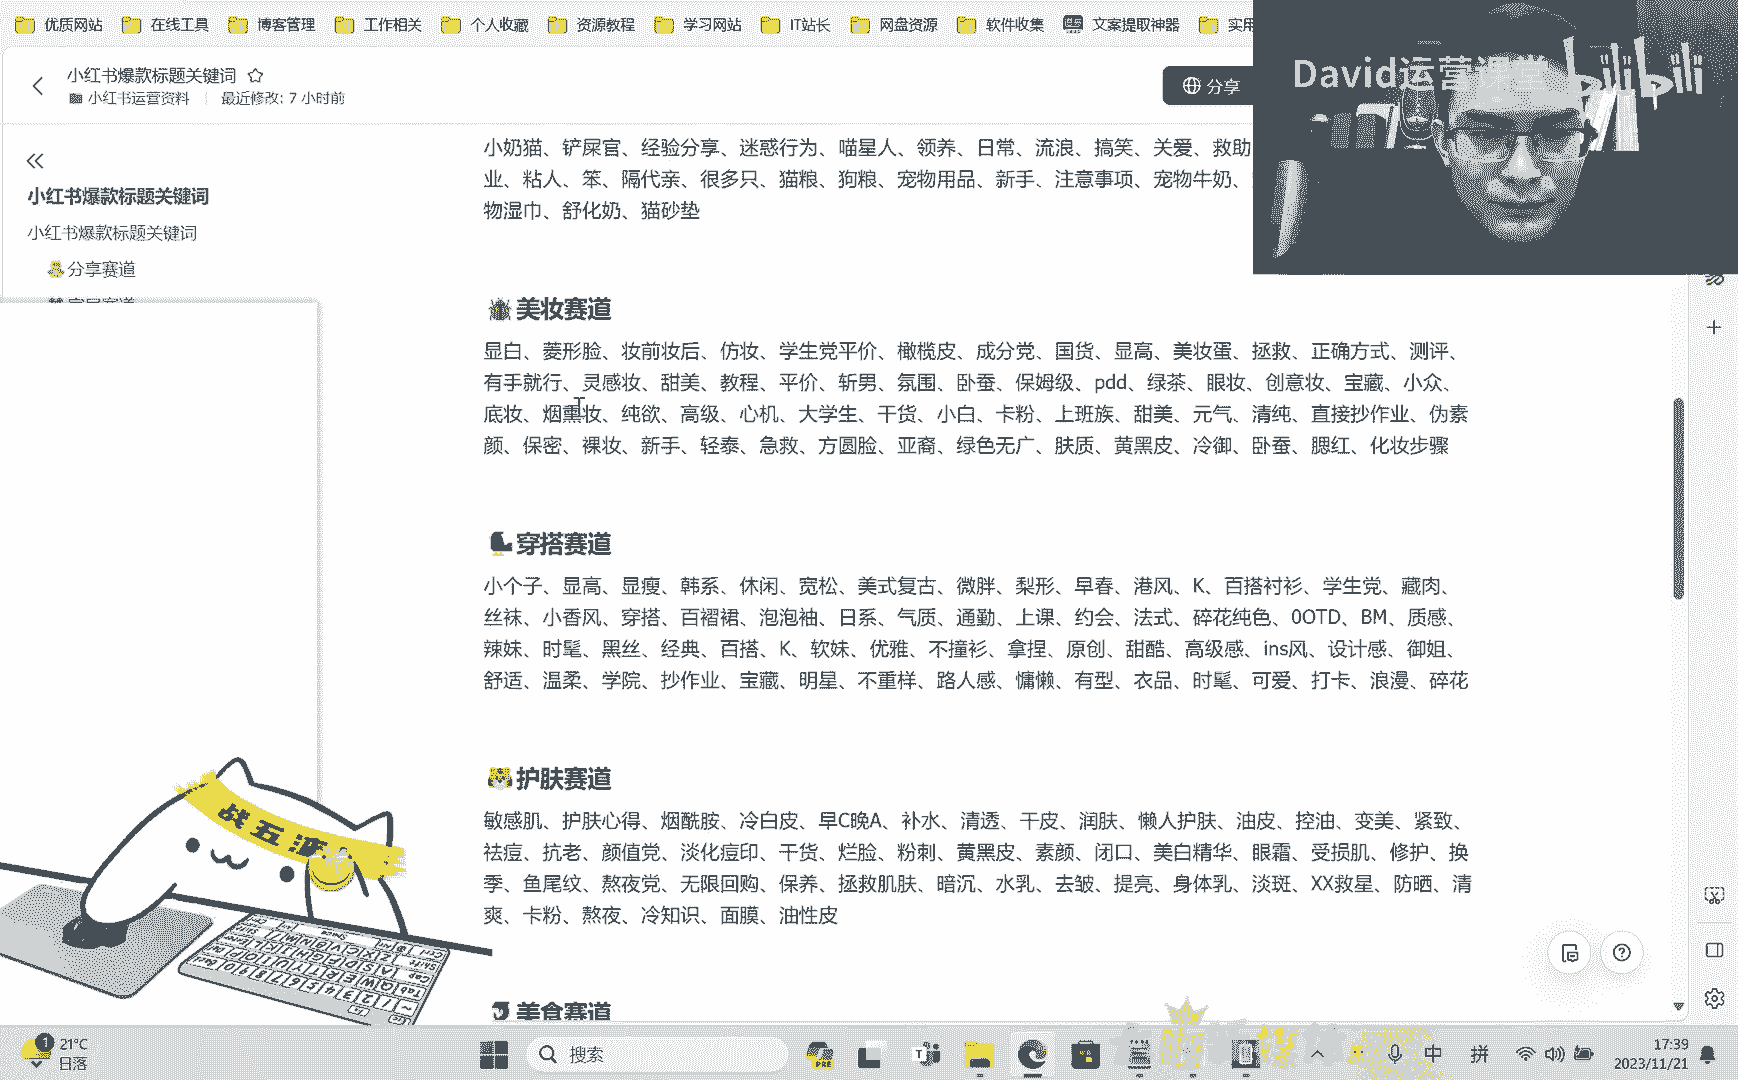 优质网站 在线工具 博客管理 工作相关 个人收藏 资源教程 学习网站 IT站长 网盘资源 软件收集 文案提取神器 实用
小红书爆款标题关键词
小红书运营资料 最近修改: 7 小时前
分享
David运营课堂 bilibili
小红书爆款标题关键词
小红书爆款标题关键词
分享赛道
小奶猫、铲屎官、经验分享、迷惑行为、喵星人、领养、日常、流浪、搞笑、关爱、救助
业、粘人、笨、隔代亲、很多只、猫粮、狗粮、宠物用品、新手、注意事项、宠物牛奶、
物湿巾、舒化奶、猫砂垫
美妆赛道
显白、菱形脸、妆前妆后、仿妆、学生党平价、橄榄皮、成分党、国货、显高、美妆蛋、拯救、正确方式、测评、
有手就行、灵感妆、甜美、教程、平价、斩男、氛围、卧蚕、保姆级、pdd、绿茶、眼妆、创意妆、宝藏、小众、
底妆、烟熏妆、纯欲、高级、心机、大学生、干货、小白、卡粉、上班族、甜美、元气、清纯、直接抄作业、伪素
颜、保密、裸妆、新手、轻泰、急救、方圆脸、亚裔、绿色无广、肤质、黄黑皮、冷御、卧蚕、腮红、化妆步骤
穿搭赛道
小个子、显高、显瘦、韩系、休闲、宽松、美式复古、微胖、梨形、早春、港风、K、百搭衬衫、学生党、藏肉、
丝袜、小香风、穿搭、百褶裙、泡泡袖、日系、气质、通勤、上课、约会、法式、碎花纯色、0OTD、BM、质感、
辣妹、时髦、黑丝、经典、百搭、K、软妹、优雅、不撞衫、拿捏、原创、甜酷、高级感、ins风、设计感、御姐、
舒适、温柔、学院、抄作业、宝藏、明星、不重样、路人感、慵懒、有型、衣品、时髦、可爱、打卡、浪漫、碎花
护肤赛道
敏感肌、护肤心得、烟酰胺、冷白皮、早C晚A、补水、清透、干皮、润肤、懒人护肤、油皮、控油、变美、紧致、
祛痘、抗老、颜值党、淡化痘印、干货、烂脸、粉刺、黄黑皮、素颜、闭口、美白精华、眼霜、受损肌、修护、换
季、鱼尾纹、熬夜党、无限回购、保养、拯救肌肤、暗沉、水乳、去皱、提亮、身体乳、淡斑、XX救星、防晒、清
爽、卡粉、熬夜、冷知识、面膜、油性皮
美食赛道
战五渣
1
21°C
日落
搜索
PRE
中 拼
17:39
2023/11/21